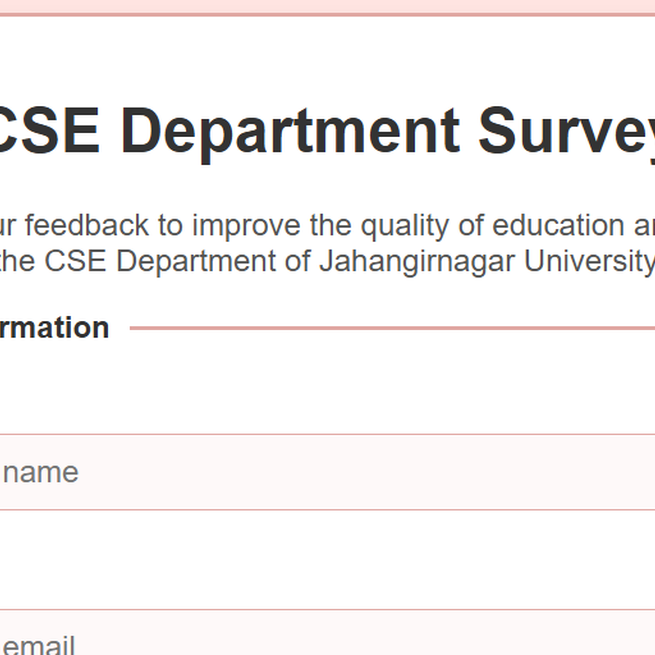 CSE Department Survey
ur feedback to improve the quality of education
the CSE Department of Jahangirnagar University
rmation
name
email